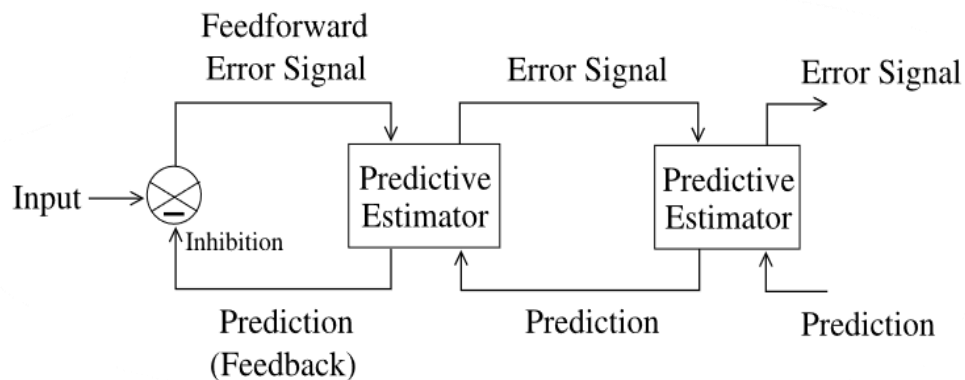 Feedforward
Error Signal
Error Signal
Error Signal
Input
Inhibition
Predictive
Estimator
Predictive
Estimator
Prediction
(Feedback)
Prediction
Prediction